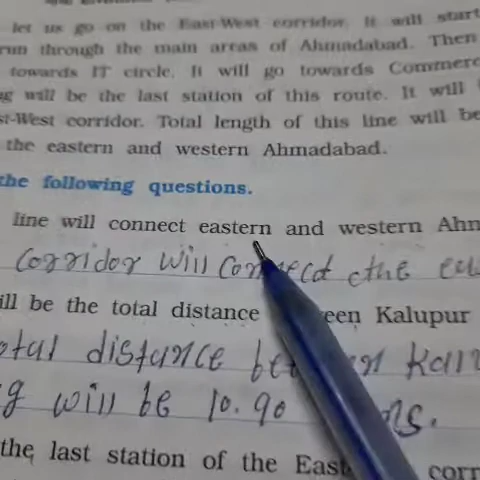 let us go on the East-West corridor. It will start
run through the main areas of Ahmadabad. Then
towards IT circle. It will go towards Commerc
g will be the last station of this route. It will
st-West corridor. Total length of this line will be
the eastern and western Ahmadabad.
the following questions.
line will connect eastern and western Ahm
corridor will connect the
ill be the total distance een Kalupur
otal distance be n Kalu
g will be 10.90 ms.
the last station of the East corr